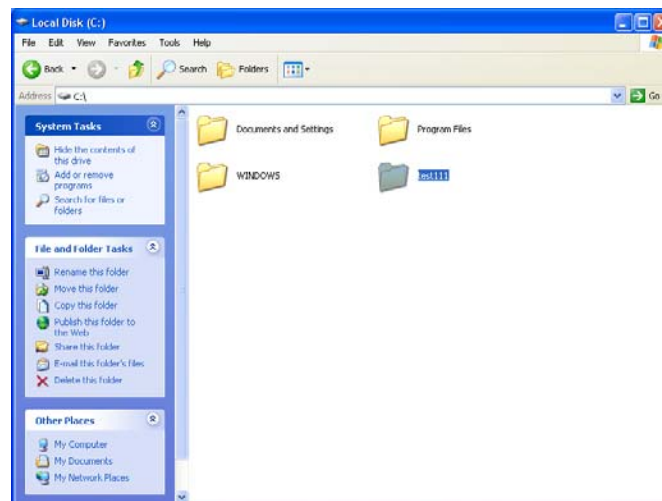 Local Disk (C:)
File Edit View Favorites Tools Help
Back Search Folders
Address C:\ Go
System Tasks
Hide the contents of
this drive
Add or remove
programs
Search for files or
folders
File and Folder Tasks
Rename this folder
Move this folder
Copy this folder
Publish this folder to
the Web
Share this folder
E-mail this folder's files
Delete this folder
Other Places
My Computer
My Documents
My Network Places
Documents and Settings Program Files
WINDOWS test111